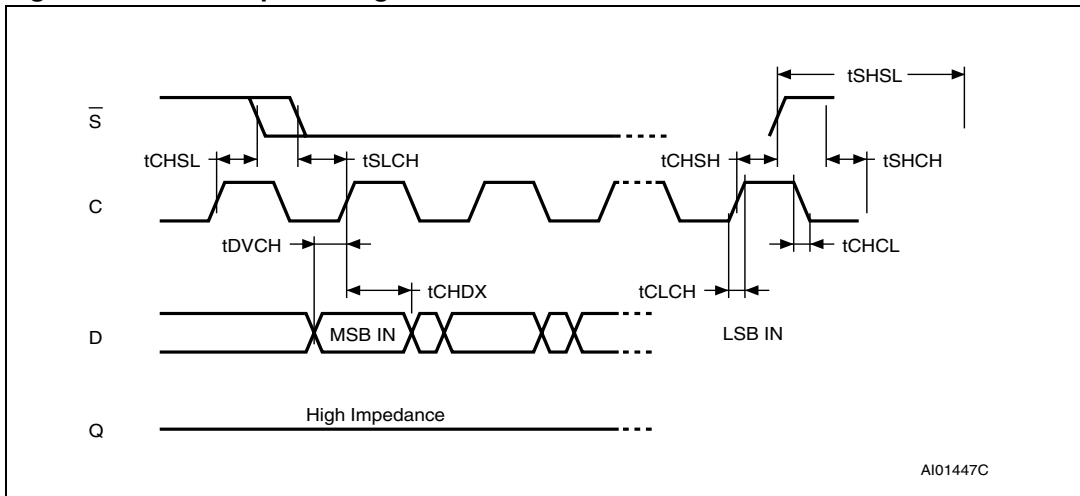 tSHSL
S
tCHSL
tSLCH
tCHSH
tSHCH
C
tDVCH
tCHCL
tCHDX
tCLCH
D
MSB IN
LSB IN
High Impedance
Q
AI01447C